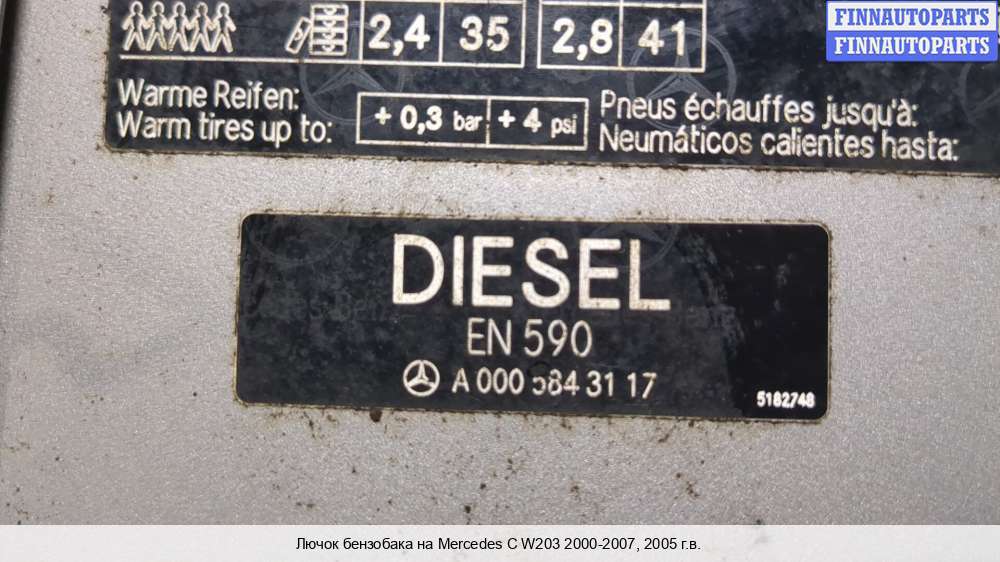 FINNAUTOPARTS
FINNAUTOPARTS
2,4 35 2,8 41
Warme Reifen:
Warm tires up to:
+ 0,3 bar + 4 psi
Pneus échauffes jusqu'à:
Neumáticos calientes hasta:
DIESEL
EN 590
A 000 584 31 17
5182748
Лючок бензобака на Mercedes C W203 2000-2007, 2005 г.в.